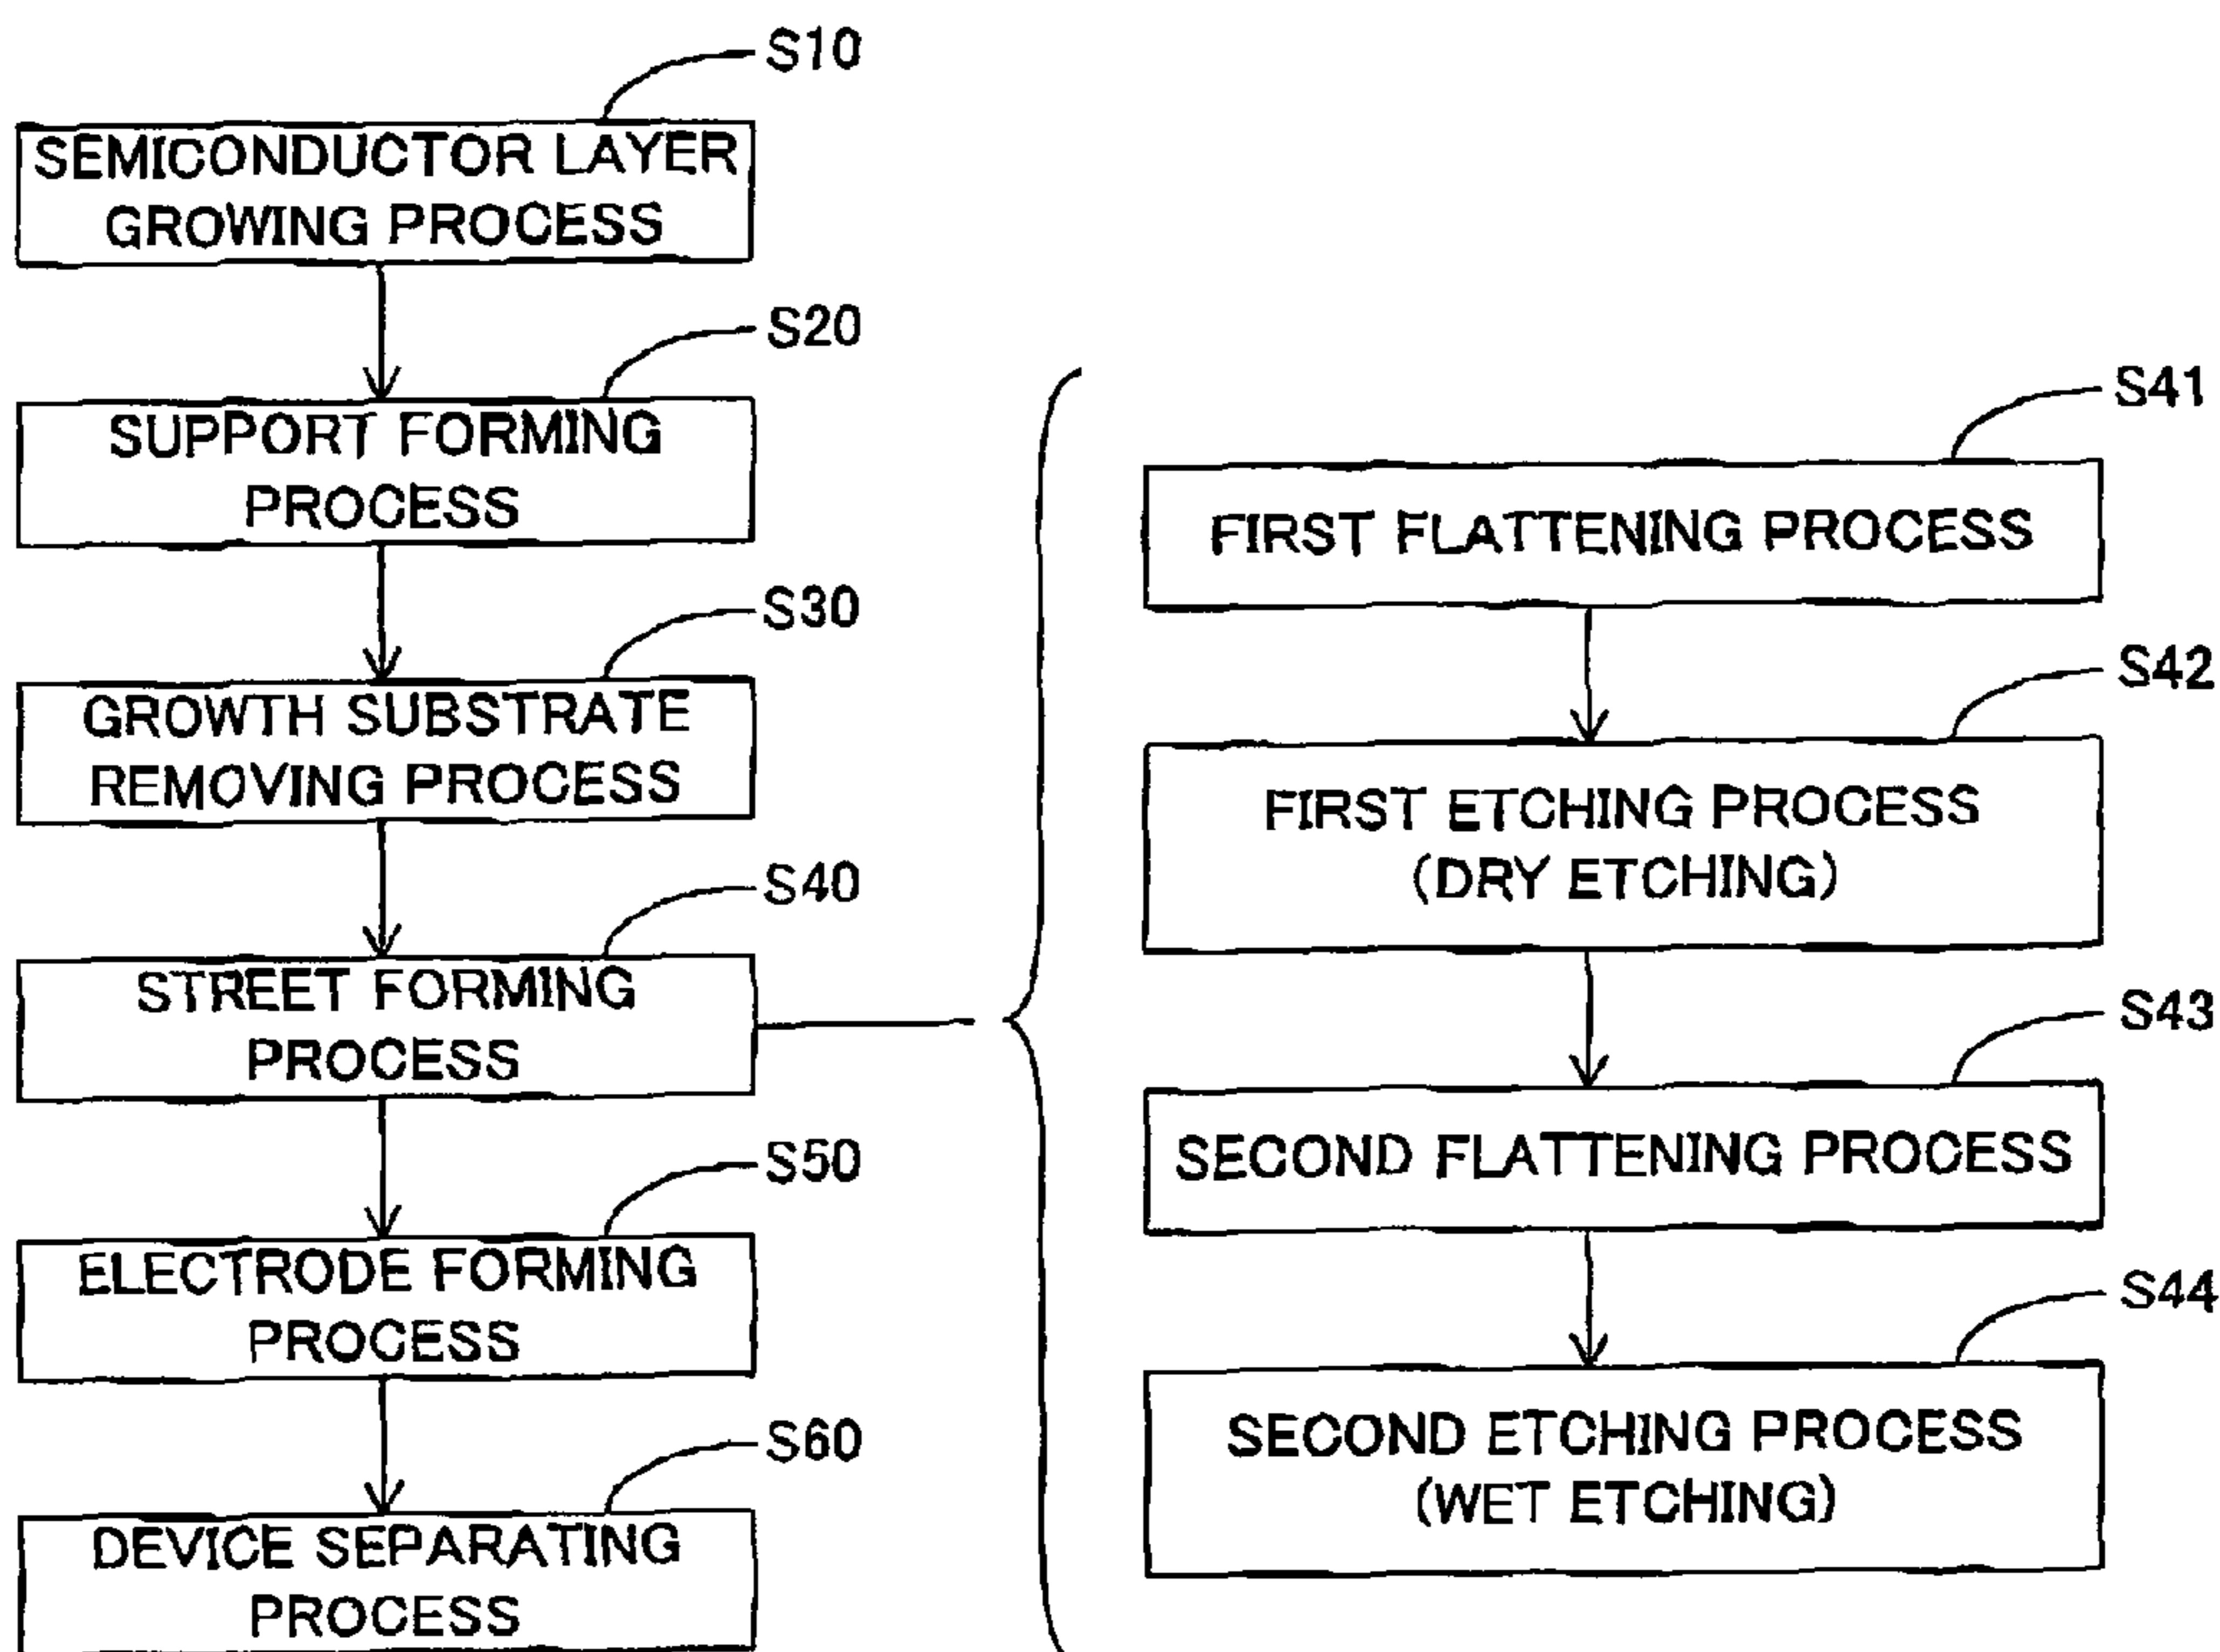 S10
SEMICONDUCTOR LAYER
GROWING PROCESS
S20
SUPPORT FORMING
PROCESS
S30
GROWTH SUBSTRATE
REMOVING PROCESS
S40
STREET FORMING
PROCESS
S50
ELECTRODE FORMING
PROCESS
S60
DEVICE SEPARATING
PROCESS
S41
FIRST FLATTENING PROCESS
S42
FIRST ETCHING PROCESS
(DRY ETCHING)
S43
SECOND FLATTENING PROCESS
S44
SECOND ETCHING PROCESS
(WET ETCHING)